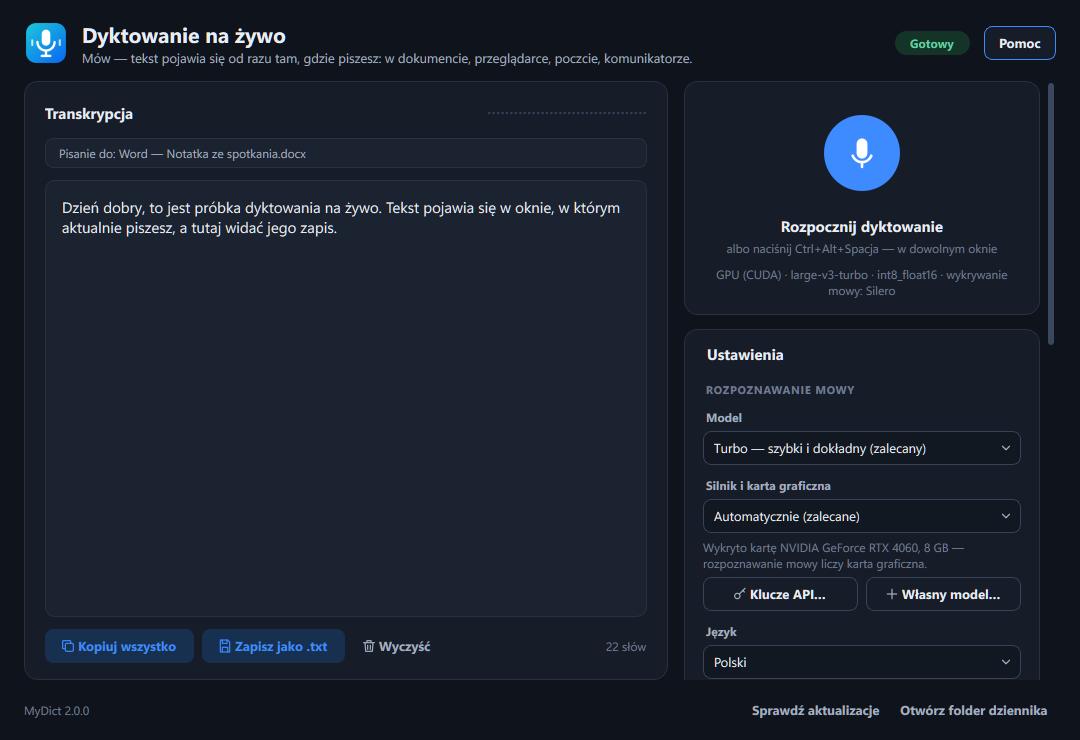 Dyktowanie na żywo
Mów — tekst pojawia się od razu tam, gdzie piszesz: w dokumencie, przeglądarce, poczcie, komunikatorze.
Gotowy
Pomoc
Transkrypcja
Pisanie do: Word — Notatka ze spotkania.docx
Dzień dobry, to jest próbka dyktowania na żywo. Tekst pojawia się w oknie, w którym
aktualnie piszesz, a tutaj widać jego zapis.
Kopiuj wszystko
Zapisz jako .txt
Wyczyść
22 słów
Rozpocznij dyktowanie
albo naciśnij Ctrl+Alt+Spacja — w dowolnym oknie
GPU (CUDA) · large-v3-turbo · int8_float16 · wykrywanie
mowy: Silero
Ustawienia
ROZPOZNAWANIE MOWY
Model
Turbo — szybki i dokładny (zalecany)
Silnik i karta graficzna
Automatycznie (zalecane)
Wykryto kartę NVIDIA GeForce RTX 4060, 8 GB —
rozpoznawanie mowy liczy karta graficzna.
Klucze API...
Własny model...
Język
Polski
MyDict 2.0.0
Sprawdź aktualizacje
Otwórz folder dziennika